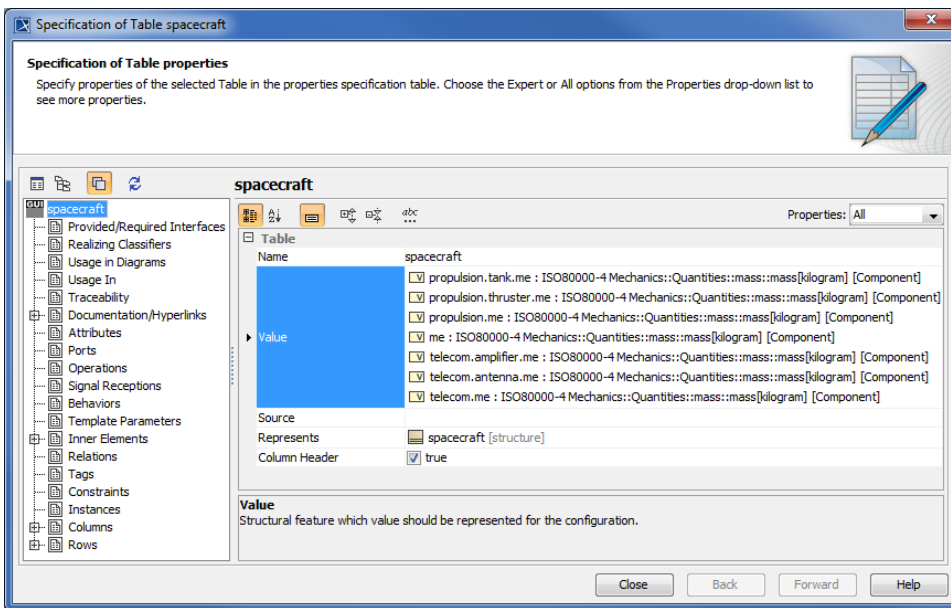 Specification of Table spacecraft
Specification of Table properties
Specify properties of the selected Table in the properties specification table. Choose the Expert or All options from the Properties drop-down list to
see more properties.
spacecraft
GUI
spacecraft
Provided/Required Interfaces
Realizing Classifiers
Usage in Diagrams
Usage In
Traceability
Documentation/Hyperlinks
Attributes
Ports
Operations
Signal Receptions
Behaviors
Template Parameters
Inner Elements
Relations
Tags
Constraints
Instances
Columns
Rows
abc
Properties: All
Table
Name spacecraft
Value
V propulsion.tank.me : ISO80000-4 Mechanics::Quantities::mass::mass[kilogram] [Component]
V propulsion.thruster.me : ISO80000-4 Mechanics::Quantities::mass::mass[kilogram] [Component]
V propulsion.me : ISO80000-4 Mechanics::Quantities::mass::mass[kilogram] [Component]
V me : ISO80000-4 Mechanics::Quantities::mass::mass[kilogram] [Component]
V telecom.amplifier.me : ISO80000-4 Mechanics::Quantities::mass::mass[kilogram] [Component]
V telecom.antenna.me : ISO80000-4 Mechanics::Quantities::mass::mass[kilogram] [Component]
V telecom.me : ISO80000-4 Mechanics::Quantities::mass::mass[kilogram] [Component]
Source
Represents spacecraft [structure]
Column Header true
Value
Structural feature which value should be represented for the configuration.
Close Back Forward Help